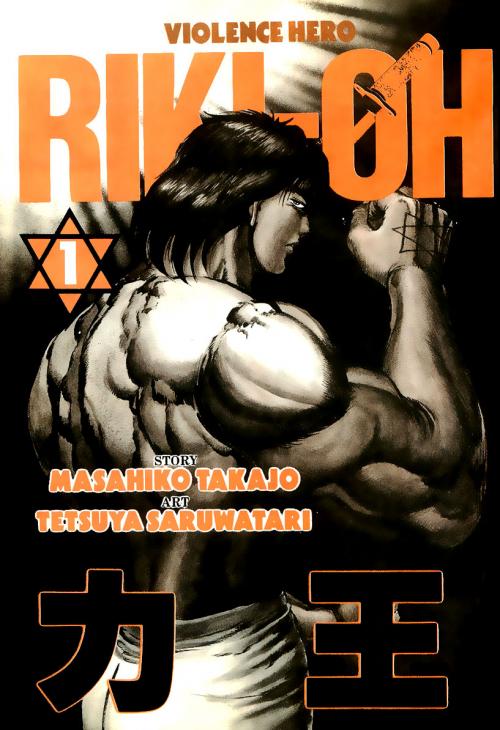 VIOLENCE HERO
RIKI-OH
1
STORY
MASAHIKO TAKAJO
ART
TETSUYA SARUWATARI
力王